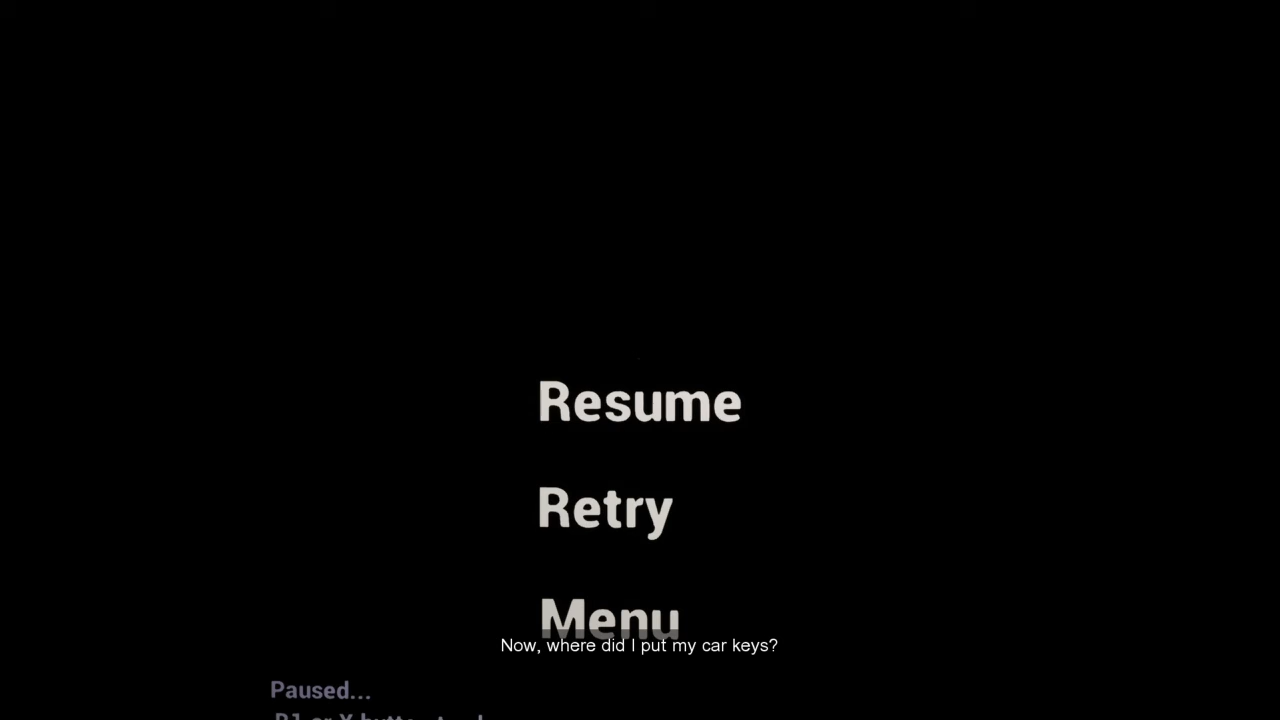 Resume
Retry
Menu
Now, where did I put my car keys?
Paused...